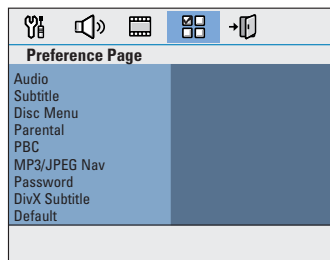 Preference Page
Audio
Subtitle
Disc Menu
Parental
PBC
MP3/JPEG Nav
Password
DivX Subtitle
Default